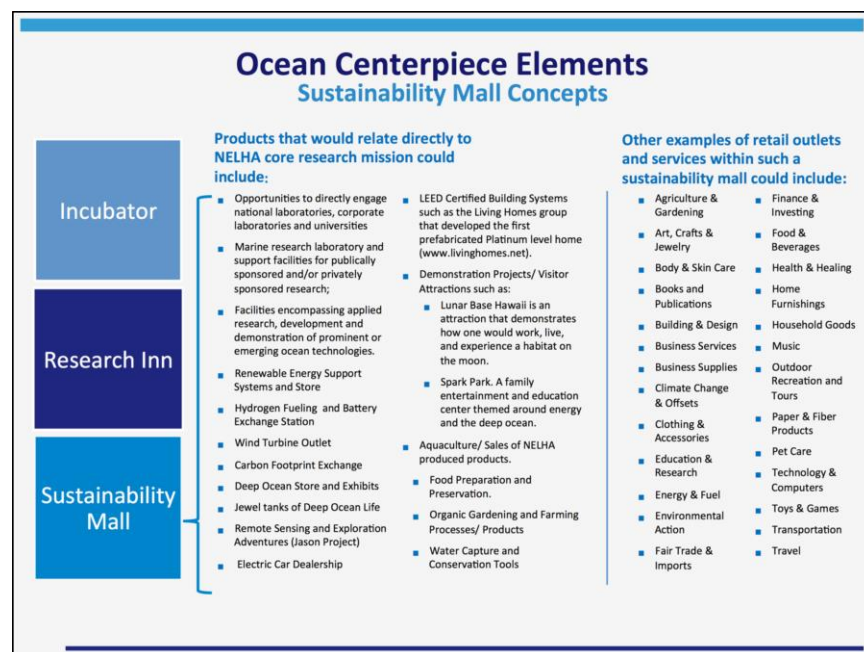 Ocean Centerpiece Elements
Sustainability Mall Concepts
Incubator
Research Inn
Sustainability
Mall
Products that would relate directly to
NELHA core research mission could
include:
Opportunities to directly engage
national laboratories, corporate
laboratories and universities
Marine research laboratory and
support facilities for publically
sponsored and/or privately
sponsored research;
Facilities encompassing applied
research, development and
demonstration of prominent or
emerging ocean technologies.
Renewable Energy Support
Systems and Store
Hydrogen Fueling and Battery
Exchange Station
Wind Turbine Outlet
Carbon Footprint Exchange
Deep Ocean Store and Exhibits
Jewel tanks of Deep Ocean Life
Remote Sensing and Exploration
Adventures (Jason Project)
Electric Car Dealership
LEED Certified Building Systems
such as the Living Homes group
that developed the first
prefabricated Platinum level home
(www.livinghomes.net).
Demonstration Projects/ Visitor
Attractions such as:
Lunar Base Hawaii is an
attraction that demonstrates
how one would work, live,
and experience a habitat on
the moon.
Spark Park. A family
entertainment and education
center themed around energy
and the deep ocean.
Aquaculture/ Sales of NELHA
produced products.
Food Preparation and
Preservation.
Organic Gardening and Farming
Processes/ Products
Water Capture and
Conservation Tools
Other examples of retail outlets
and services within such a
sustainability mall could include:
Agriculture &
Gardening
Art, Crafts &
Jewelry
Body & Skin Care
Books and
Publications
Building & Design
Business Services
Business Supplies
Climate Change
& Offsets
Clothing &
Accessories
Education &
Research
Energy & Fuel
Environmental
Action
Fair Trade &
Imports
Finance &
Investing
Food &
Beverages
Health & Healing
Home
Furnishings
Household Goods
Music
Outdoor
Recreation and
Tours
Paper & Fiber
Products
Pet Care
Technology &
Computers
Toys & Games
Transportation
Travel